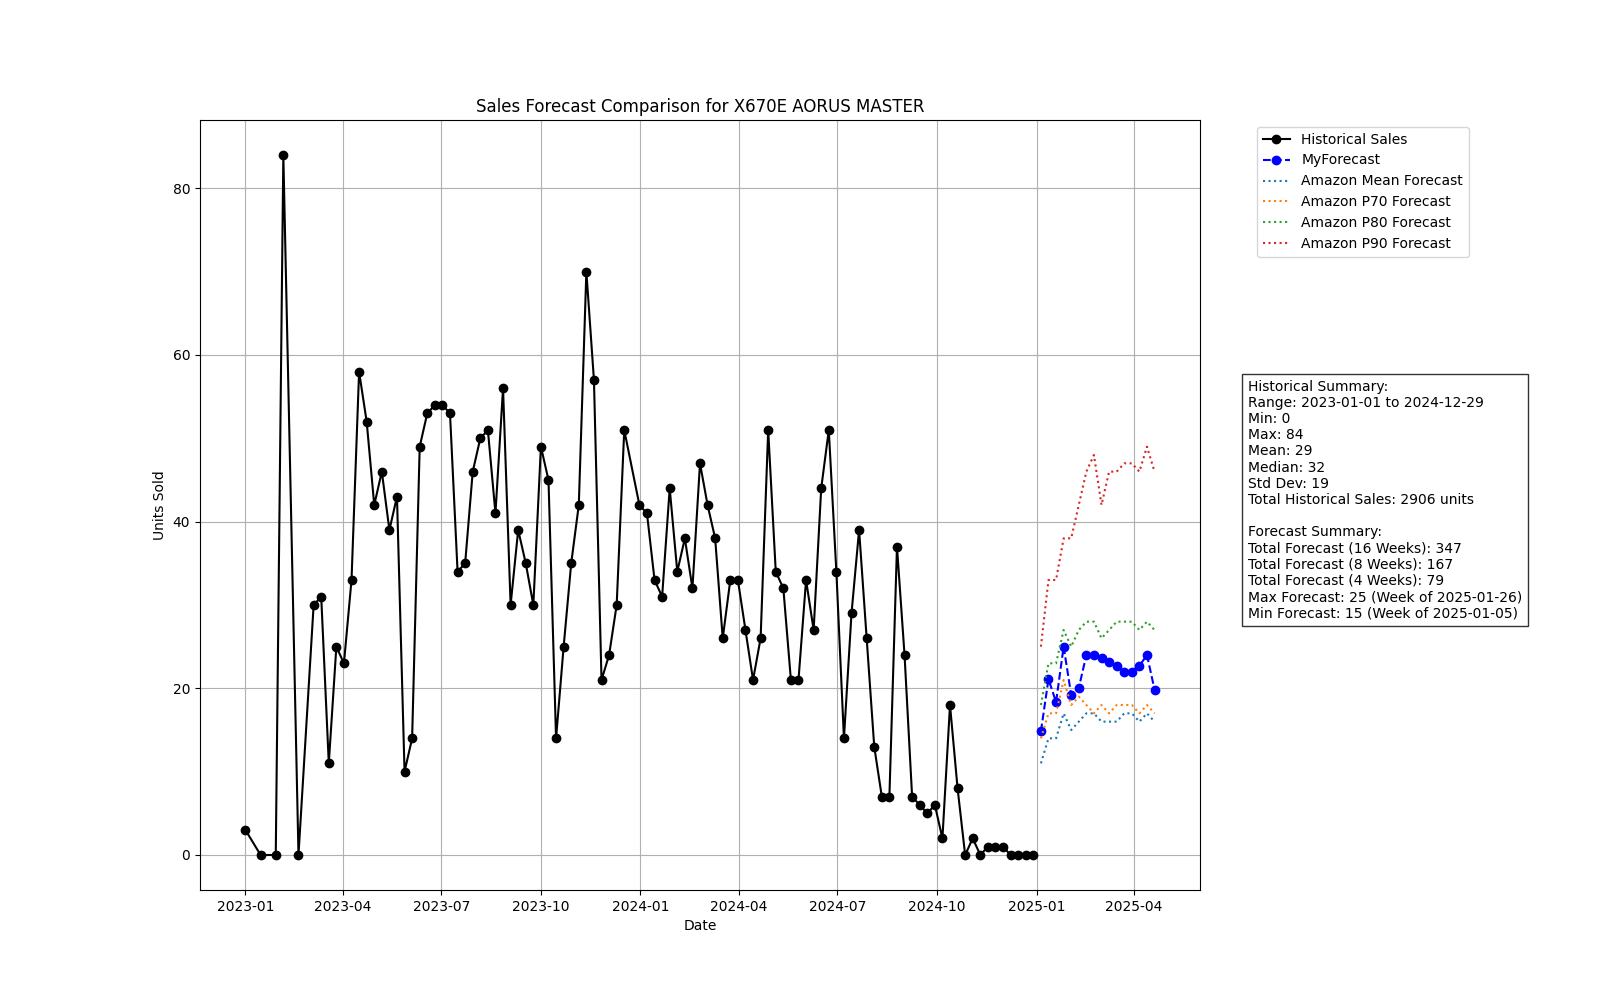 Sales Forecast Comparison for X670E AORUS MASTER
Historical Sales
MyForecast
Amazon Mean Forecast
Amazon P70 Forecast
Amazon P80 Forecast
Amazon P90 Forecast
80
60
40
20
0
Units Sold
Historical Summary:
Range: 2023-01-01 to 2024-12-29
Min: 0
Max: 84
Mean: 29
Median: 32
Std Dev: 19
Total Historical Sales: 2906 units
Forecast Summary:
Total Forecast (16 Weeks): 347
Total Forecast (8 Weeks): 167
Total Forecast (4 Weeks): 79
Max Forecast: 25 (Week of 2025-01-26)
Min Forecast: 15 (Week of 2025-01-05)
2023-01 2023-04 2023-07 2023-10 2024-01 2024-04 2024-07 2024-10 2025-01 2025-04
Date